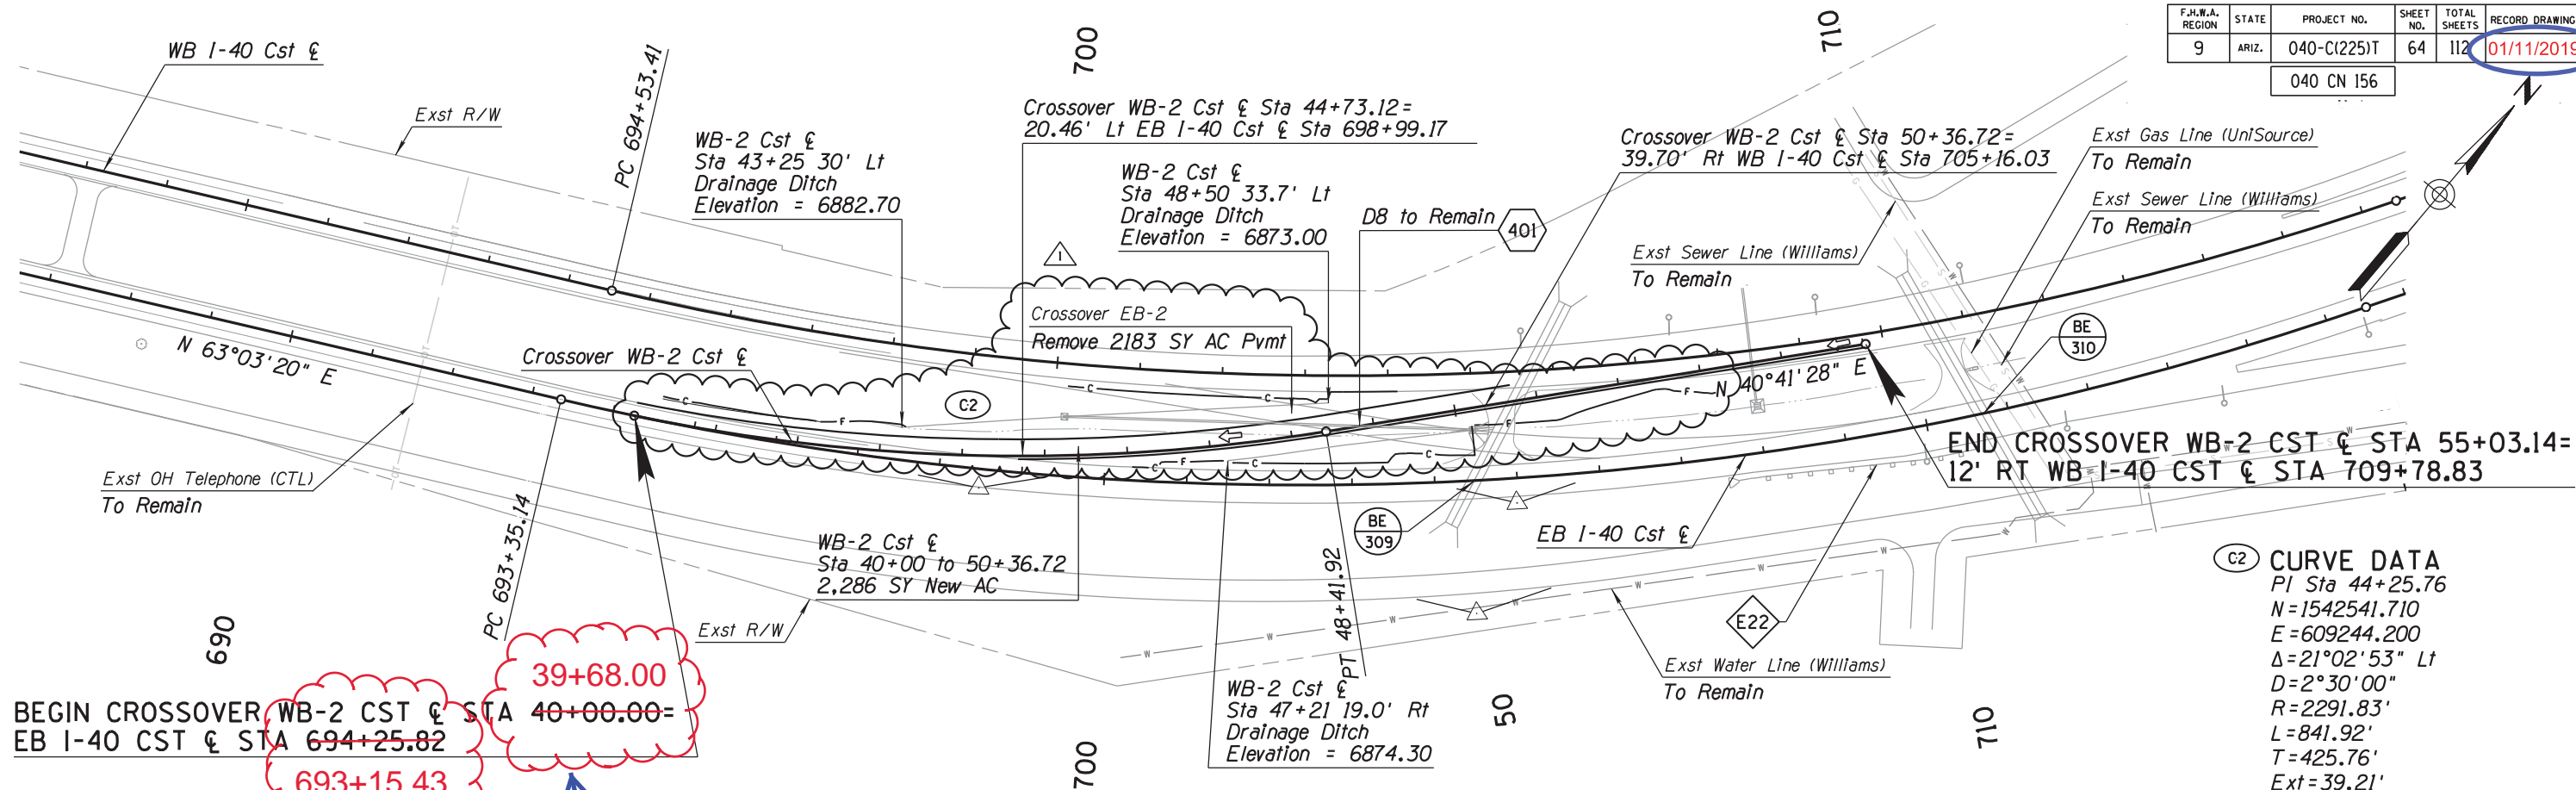 F.H.W.A. REGION
STATE
PROJECT NO.
SHEET NO.
TOTAL SHEETS
RECORD DRAWING
9
ARIZ.
040-C(225)T
64
112
01/11/2019
040 CN 156
N
WB I-40 Cst ℄
Exst R/W
PC 694+53.41
700
710
WB-2 Cst ℄
Sta 43+25 30' Lt
Drainage Ditch
Elevation = 6882.70
Crossover WB-2 Cst ℄ Sta 44+73.12=
20.46' Lt EB I-40 Cst ℄ Sta 698+99.17
WB-2 Cst ℄
Sta 48+50 33.7' Lt
Drainage Ditch
Elevation = 6873.00
D8 to Remain
401
Crossover WB-2 Cst ℄ Sta 50+36.72=
39.70' Rt WB I-40 Cst ℄ Sta 705+16.03
Exst Gas Line (UniSource)
To Remain
Exst Sewer Line (Williams)
To Remain
Exst Sewer Line (Williams)
To Remain
1
Crossover EB-2
Remove 2183 SY AC Pvmt
N 63°03'20" E
Crossover WB-2 Cst ℄
C2
N 40°41'28" E
BE
310
Exst OH Telephone (CTL)
To Remain
PC 693+35.14
WB-2 Cst ℄
Sta 40+00 to 50+36.72
2,286 SY New AC
Exst R/W
BE
309
EB I-40 Cst ℄
END CROSSOVER WB-2 CST ℄ STA 55+03.14=
12' RT WB I-40 CST ℄ STA 709+78.83
PT 48+41.92
E22
Exst Water Line (Williams)
To Remain
WB-2 Cst ℄
Sta 47+21 19.0' Rt
Drainage Ditch
Elevation = 6874.30
690
700
50
710
39+68.00
BEGIN CROSSOVER WB-2 CST ℄ STA 40+00.00=
EB I-40 CST ℄ STA 694+25.82
693+15.43
C2 CURVE DATA
PI Sta 44+25.76
N=1542541.710
E=609244.200
Δ=21°02'53" Lt
D=2°30'00"
R=2291.83'
L=841.92'
T=425.76'
Ext=39.21'